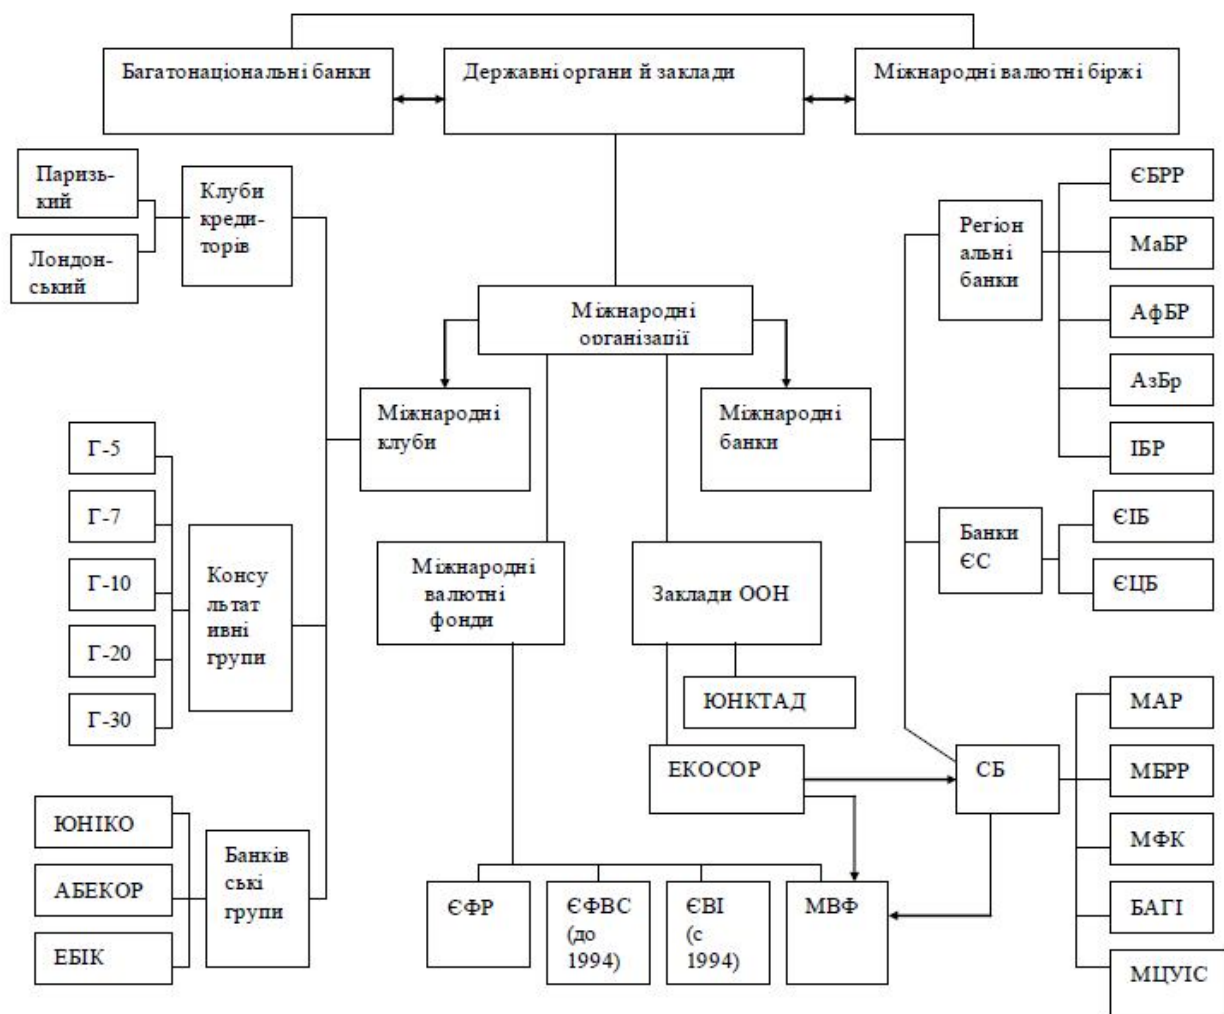 Багатонаціональні банки
Державні органи й заклади
Міжнародні валютні біржі
Паризь-
кий
Лондон-
ський
Клуби
креди-
торів
Регіон
альні
банки
ЄБРР
МаБР
АфБР
АзБр
ІБР
Міжнародні
організації
Міжнародні
клуби
Міжнародні
банки
Г-5
Г-7
Г-10
Г-20
Г-30
Консу
льтат
ивні
групи
Міжнародні
валютні
фонди
Заклади ООН
Банки
ЄС
ЄІБ
ЄЦБ
ЮНКТАД
ЕКОСОР
СБ
МАР
МБРР
МФК
БАГІ
МЦУІС
ЮНІКО
АБЕКОР
ЕБІК
Банків
ські
групи
ЄФР
ЄФВС
(до
1994)
ЄВІ
(с
1994)
МВФ